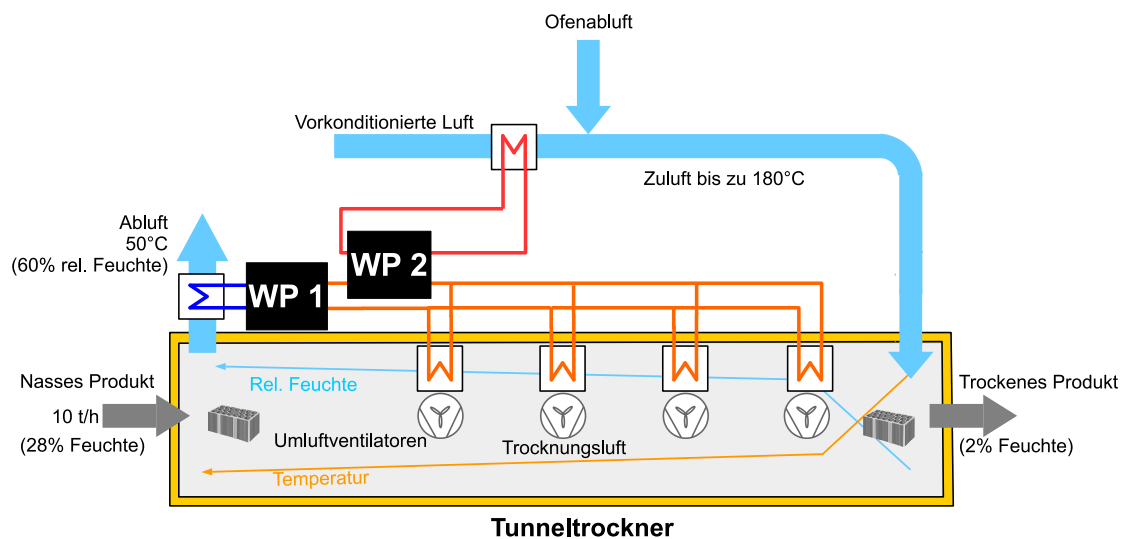 Ofenabluft
Vorkonditionierte Luft
Zuluft bis zu 180°C
Abluft
50°C
(60% rel. Feuchte)
WP 2
WP 1
Nasses Produkt
10 t/h
(28% Feuchte)
Rel. Feuchte
Umluftventilatoren
Trocknungsluft
Temperatur
Trockenes Produkt
(2% Feuchte)
Tunneltrockner